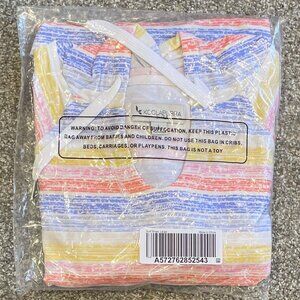 WARNING: TO AVOID DANGER OF SUFFOCATION, KEEP THIS PLASTIC
BAG AWAY FROM BABIES AND CHILDREN. DO NOT USE THIS BAG IN CRIBS,
BEDS, CARRIAGES, OR PLAYPENS. THIS BAG IS NOT A TOY
A572762852543